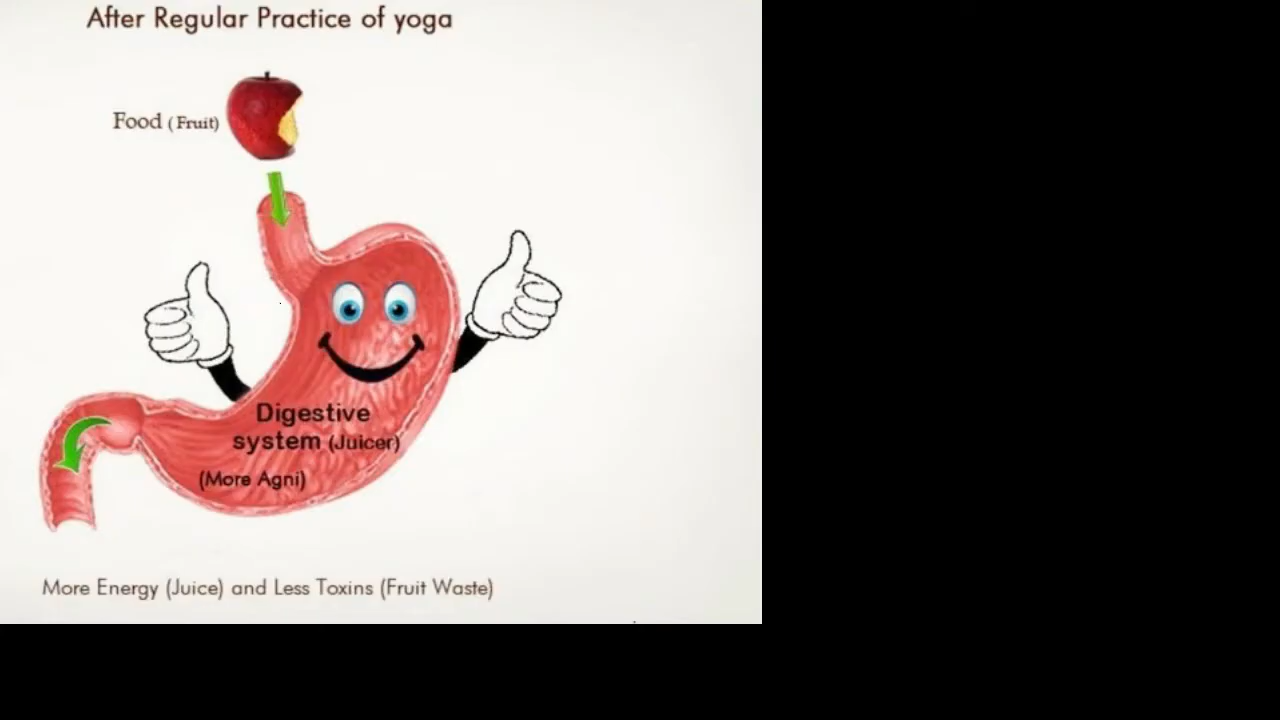 After Regular Practice of yoga
Food ( Fruit)
Digestive
system (Juicer)
(More Agni)
More Energy (Juice) and Less Toxins (Fruit Waste)